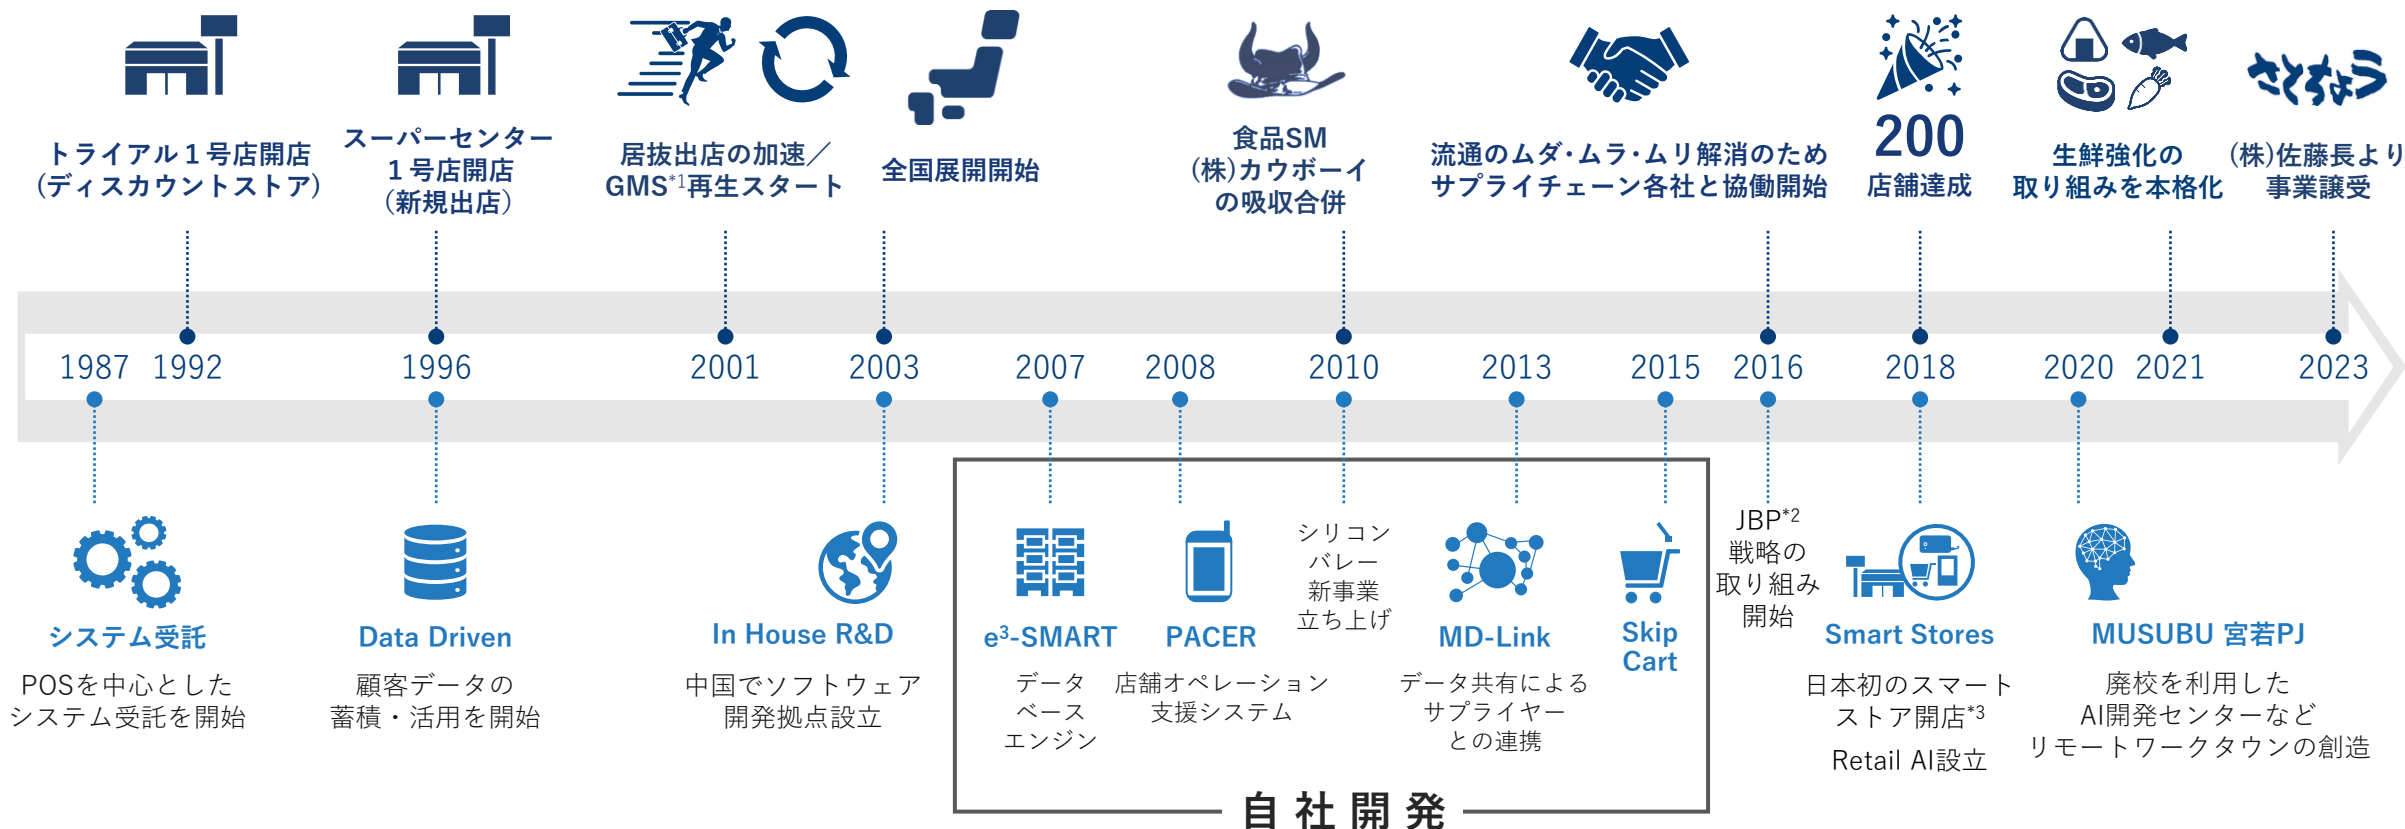 トライアル１号店開店
(ディスカウントストア)
スーパーセンター
１号店開店
（新規出店）
居抜出店の加速／
GMS*1再生スタート
全国展開開始
食品SM
(株)カウボーイ
の吸収合併
流通のムダ･ムラ･ムリ解消のため
サプライチェーン各社と協働開始
200
店舗達成
生鮮強化の
取り組みを本格化
さとちょう
(株)佐藤長より
事業譲受
1987
1992
1996
2001
2003
2007
2008
2010
2013
2015
2016
2018
2020
2021
2023
システム受託
POSを中心とした
システム受託を開始
Data Driven
顧客データの
蓄積・活用を開始
In House R&D
中国でソフトウェア
開発拠点設立
e³-SMART
データ
ベース
エンジン
PACER
店舗オペレーション
支援システム
シリコン
バレー
新事業
立ち上げ
MD-Link
データ共有による
サプライヤー
との連携
Skip
Cart
自社開発
JBP*2
戦略の
取り組み
開始
Smart Stores
日本初のスマート
ストア開店*3
Retail AI設立
MUSUBU 宮若PJ
廃校を利用した
AI開発センターなど
リモートワークタウンの創造